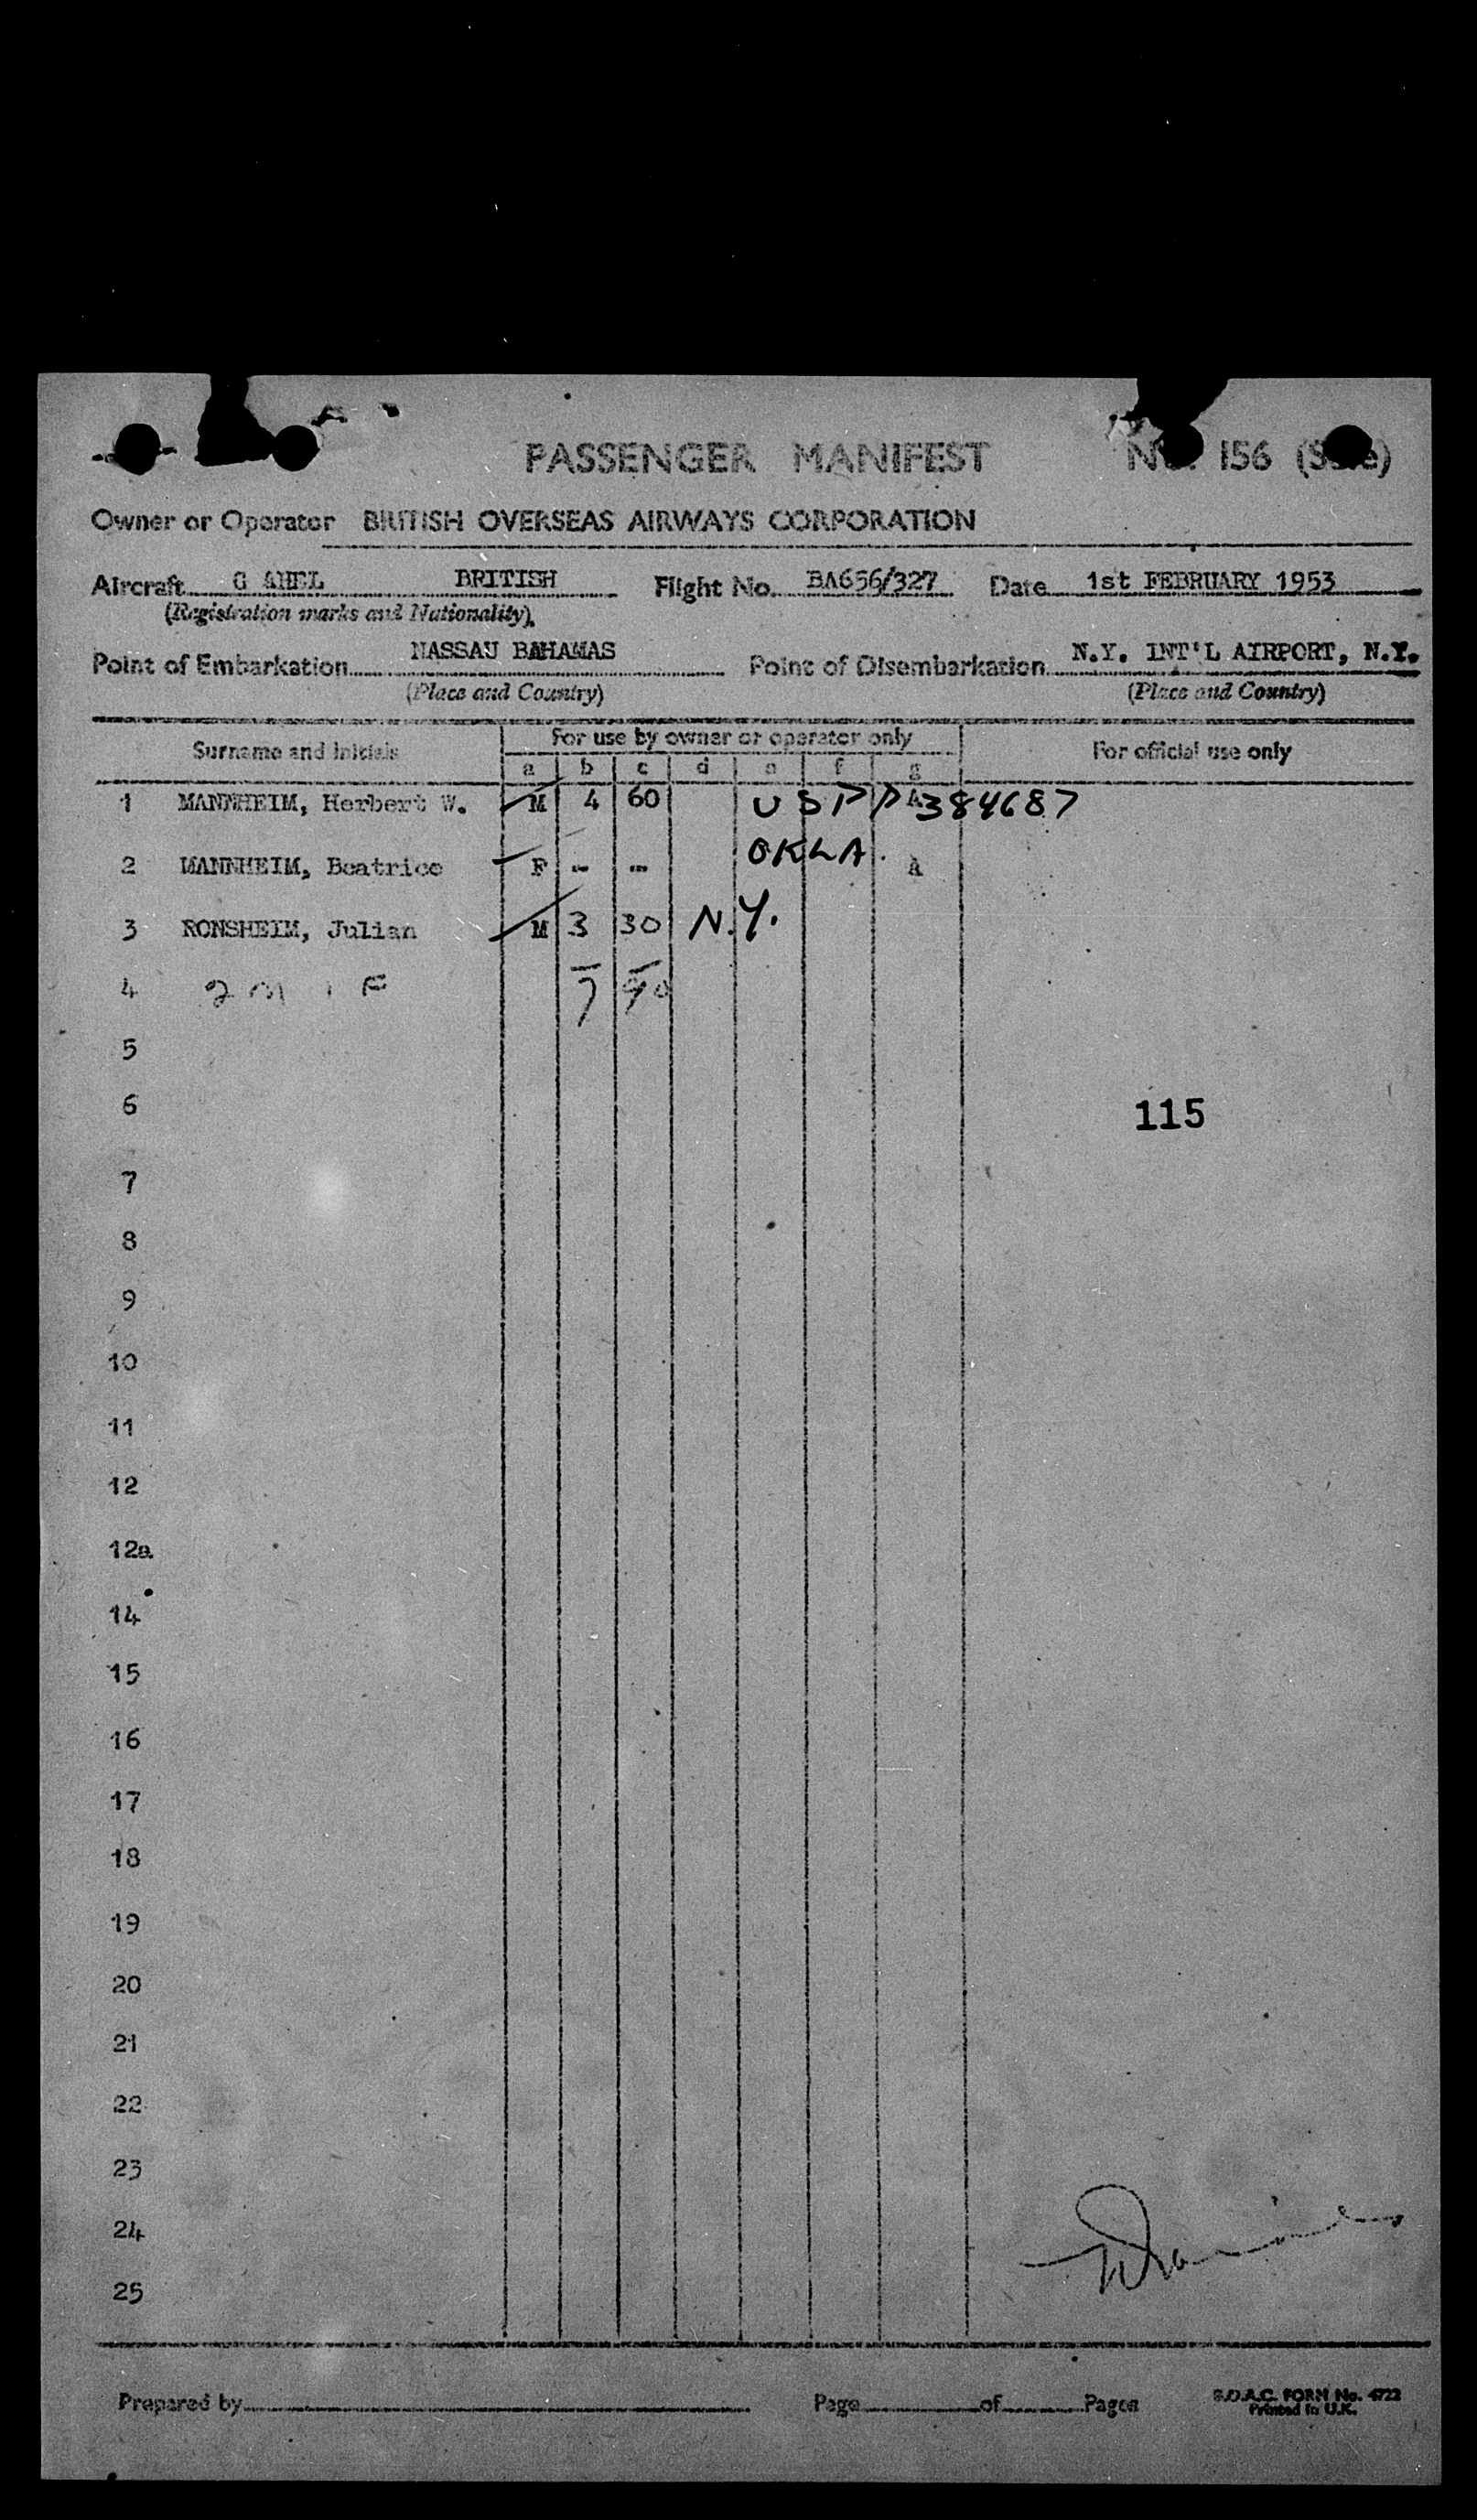 PASSENGER MANIFEST
156
Owner or Operator BRITISH OVERSEAS AIRWAYS CORPORATION
Aircraft BRITISH Flight No. BA656/327 Date 1st FEBRUARY 1953
(Registration marks and Nationality)
Point of Embarkation NASSAU BAHAMAS Point of Disembarkation N.Y. INT'L AIRPORT, N.Y.
(Place and Country) (Place and Country)
Surname and initials For use by owner or operator only For official use only
a b c d e f g
1 MANNHEIM, Herbert W. M 4 60 USPP A 384687
2 MANNHEIM, Beatrice F - - OKLA. A
3 RONSHEIM, Julian M 3 30 N.Y.
4 2 M 1 F 7 90
5
6 115
7
8
9
10
11
12
12a
14
15
16
17
18
19
20
21
22
23
24
25
Prepared by Page of Pages B.O.A.C. FORM No. 4722
Printed in U.K.